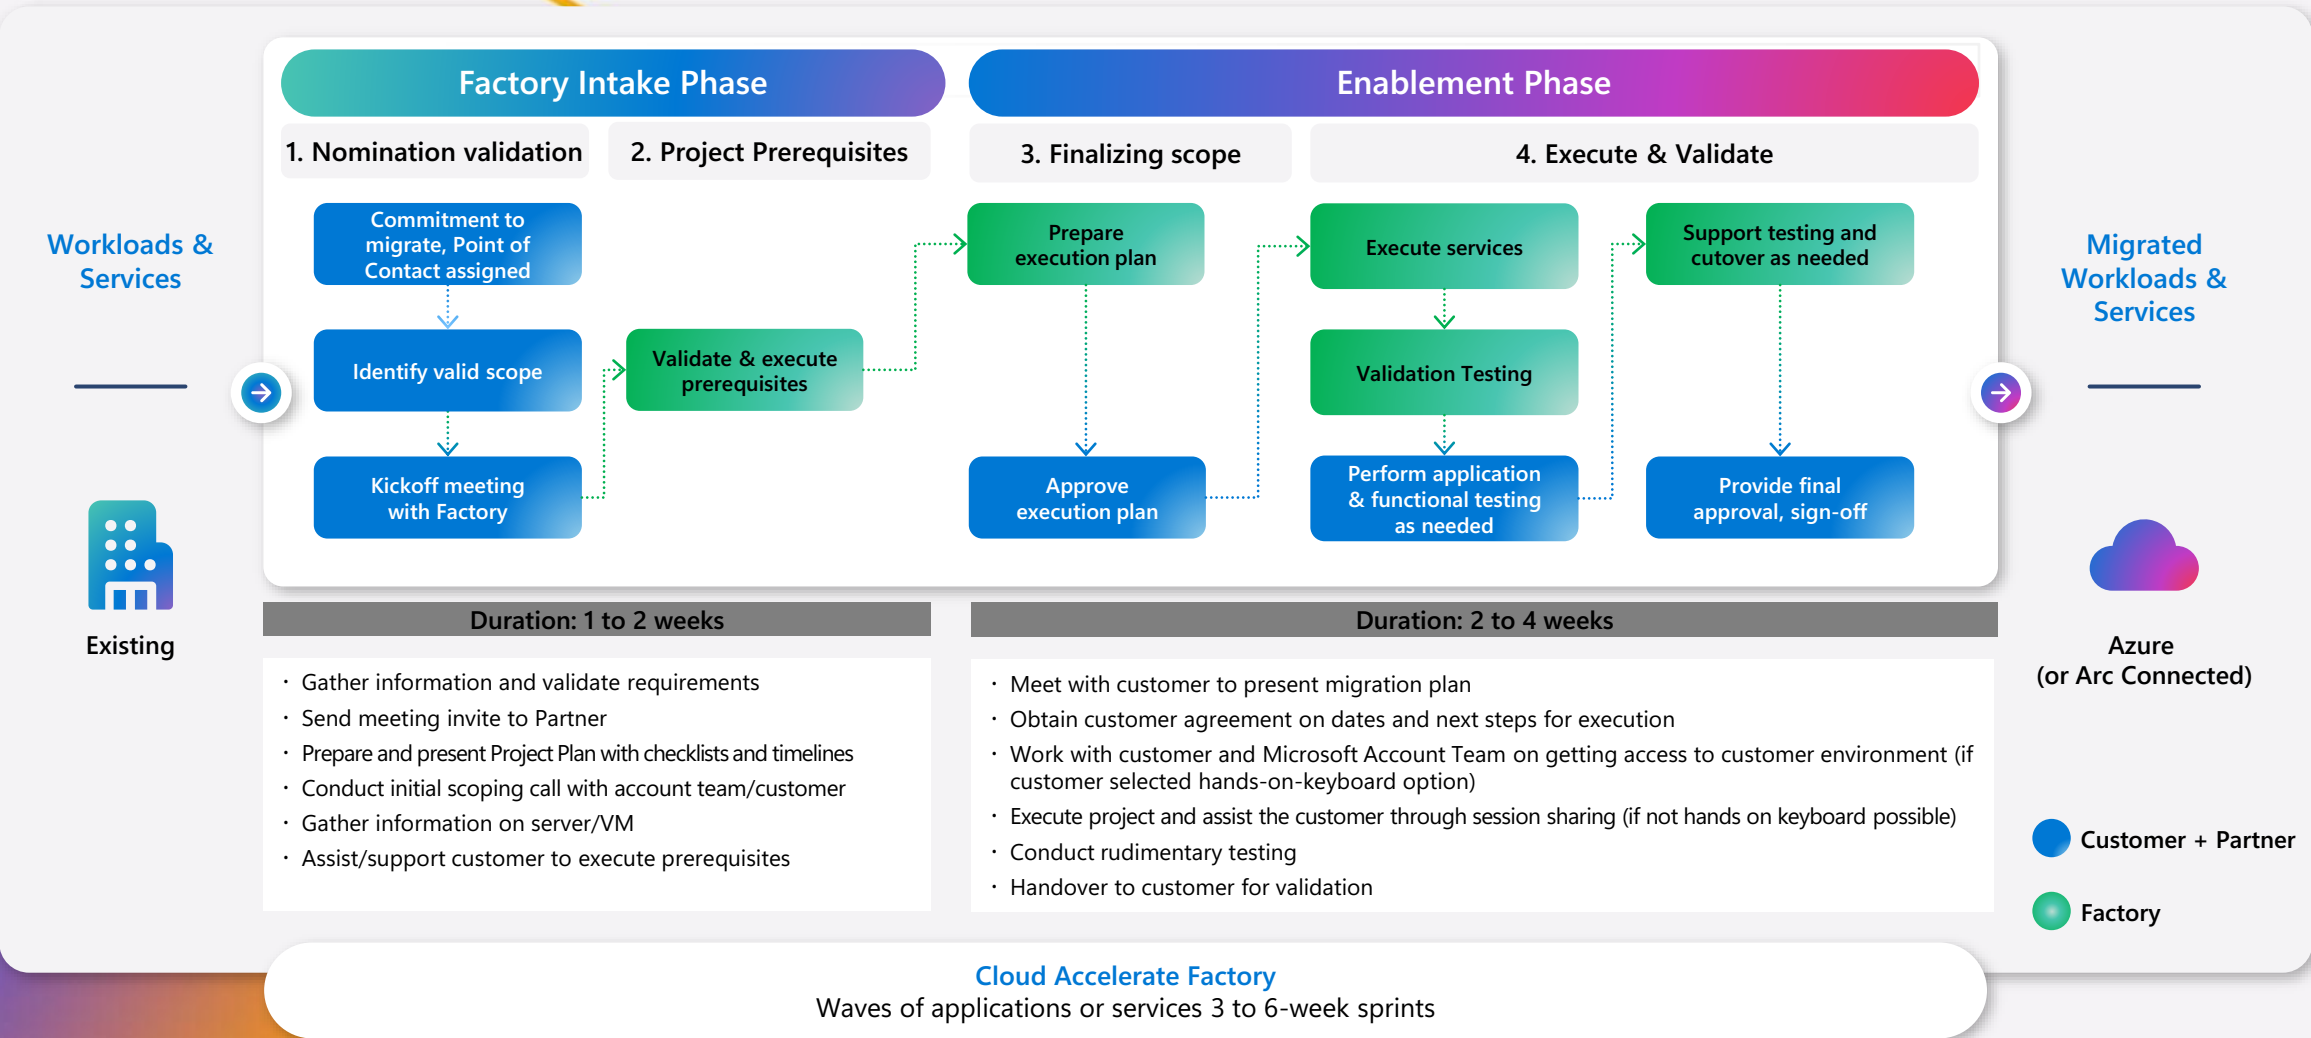 Factory Intake Phase
Enablement Phase
1. Nomination validation
2. Project Prerequisites
3. Finalizing scope
4. Execute & Validate
Workloads &
Services
Existing
Commitment to
migrate, Point of
Contact assigned
Identify valid scope
Kickoff meeting
with Factory
Validate & execute
prerequisites
Prepare
execution plan
Approve
execution plan
Execute services
Validation Testing
Perform application
& functional testing
as needed
Support testing and
cutover as needed
Provide final
approval, sign-off
Migrated
Workloads &
Services
Azure
(or Arc Connected)
Duration: 1 to 2 weeks
· Gather information and validate requirements
· Send meeting invite to Partner
· Prepare and present Project Plan with checklists and timelines
· Conduct initial scoping call with account team/customer
· Gather information on server/VM
· Assist/support customer to execute prerequisites
Duration: 2 to 4 weeks
· Meet with customer to present migration plan
· Obtain customer agreement on dates and next steps for execution
· Work with customer and Microsoft Account Team on getting access to customer environment (if
customer selected hands-on-keyboard option)
· Execute project and assist the customer through session sharing (if not hands on keyboard possible)
· Conduct rudimentary testing
· Handover to customer for validation
Customer + Partner
Factory
Cloud Accelerate Factory
Waves of applications or services 3 to 6-week sprints